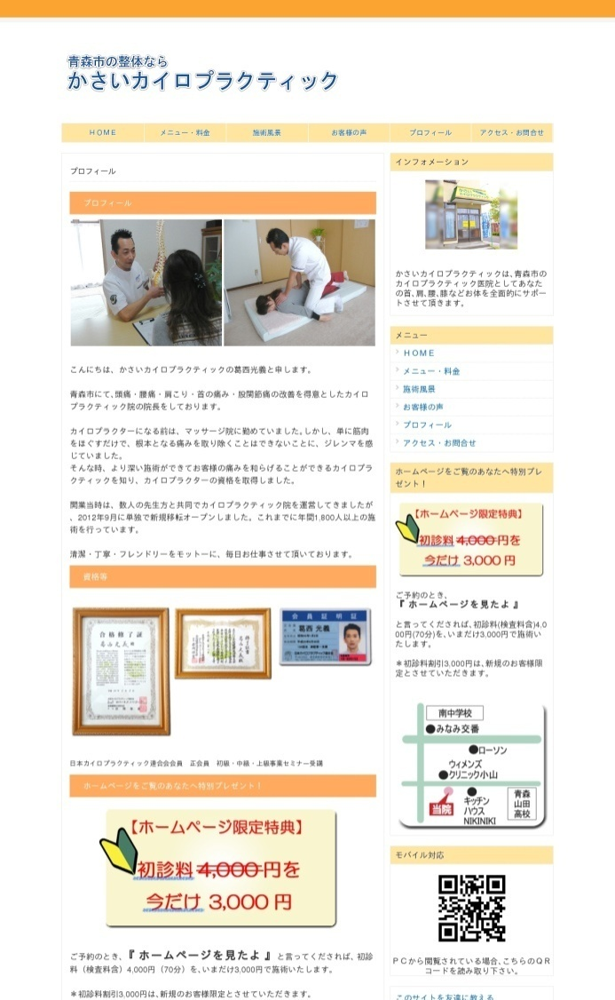 青森市の整体なら
かさいカイロプラクティック
HOME
メニュー・料金
施術風景
お客様の声
プロフィール
アクセス・お問合せ
プロフィール
プロフィール
こんにちは、かさいカイロプラクティックの葛西光義と申します。
青森市にて､頭痛・腰痛・肩こり・首の痛み・股関節痛の改善を得意としたカイロ
プラクティック院の院長をしております。
カイロプラクターになる前は、マッサージ院に勤めていました｡しかし、単に筋肉
をほぐすだけで、根本となる痛みを取り除くことはできないことに、ジレンマを感
じていました。
そんな時、より深い施術ができてお客様の痛みを和らげることができるカイロプラ
クティックを知り、カイロプラクターの資格を取得しました。
開業当時は、数人の先生方と共同でカイロプラクティック院を運営してきましたが
、2012年9月に単独で新規移転オープンしました。これまでに年間1,800人以上の施
術を行っています。
清潔・丁寧・フレンドリーをモットーに、毎日お仕事させて頂いております。
資格等
合格修了証
会員証明証
葛西 光義
日本カイロプラクティック連合会会員　正会員　初級・中級・上級事業セミナー受講
ホームページをご覧のあなたへ特別プレゼント！
【ホームページ限定特典】
初診料 4,000 円を
今だけ 3,000 円
ご予約のとき、『 ホームページを見たよ 』 と言ってくだされば、初診
料（検査料含）4,000円（70分）を､いまだけ3,000円で施術いたします。
＊初診料割引3,000円は､新規のお客様限定とさせていただきます。
インフォメーション
かさいカイロプラクティックは､青森市の
カイロプラクティック医院としてあなた
の首､肩､腰､膝などお体を全面的にサポー
トさせて頂きます。
メニュー
HOME
メニュー・料金
施術風景
お客様の声
プロフィール
アクセス・お問合せ
ホームページをご覧のあなたへ特別プレ
ゼント！
【ホームページ限定特典】
初診料 4,000 円を
今だけ 3,000 円
ご予約のとき､
『 ホームページを見たよ 』
と言ってくだされば､初診料(検査料含)4,0
00円(70分)を､いまだけ3,000円で施術い
たします。
＊初診料割引3,000円は､新規のお客様限
定とさせていただきます。
南中学校
●みなみ交番
●ローソン
ウィメンズ
●クリニック小山
当院
キッチン
ハウス
NIKINIKI
青森
山田
高校
モバイル対応
ＰＣから閲覧されている場合､こちらのＱＲ
コードを読み取り下さい。
このサイトを友達に教える